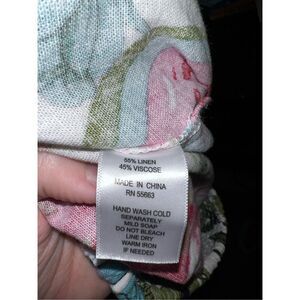 55% LINEN
45% VISCOSE
MADE IN CHINA
RN 55663
HAND WASH COLD
SEPARATELY
MILD SOAP
DO NOT BLEACH
LINE DRY
WARM IRON
IF NEEDED